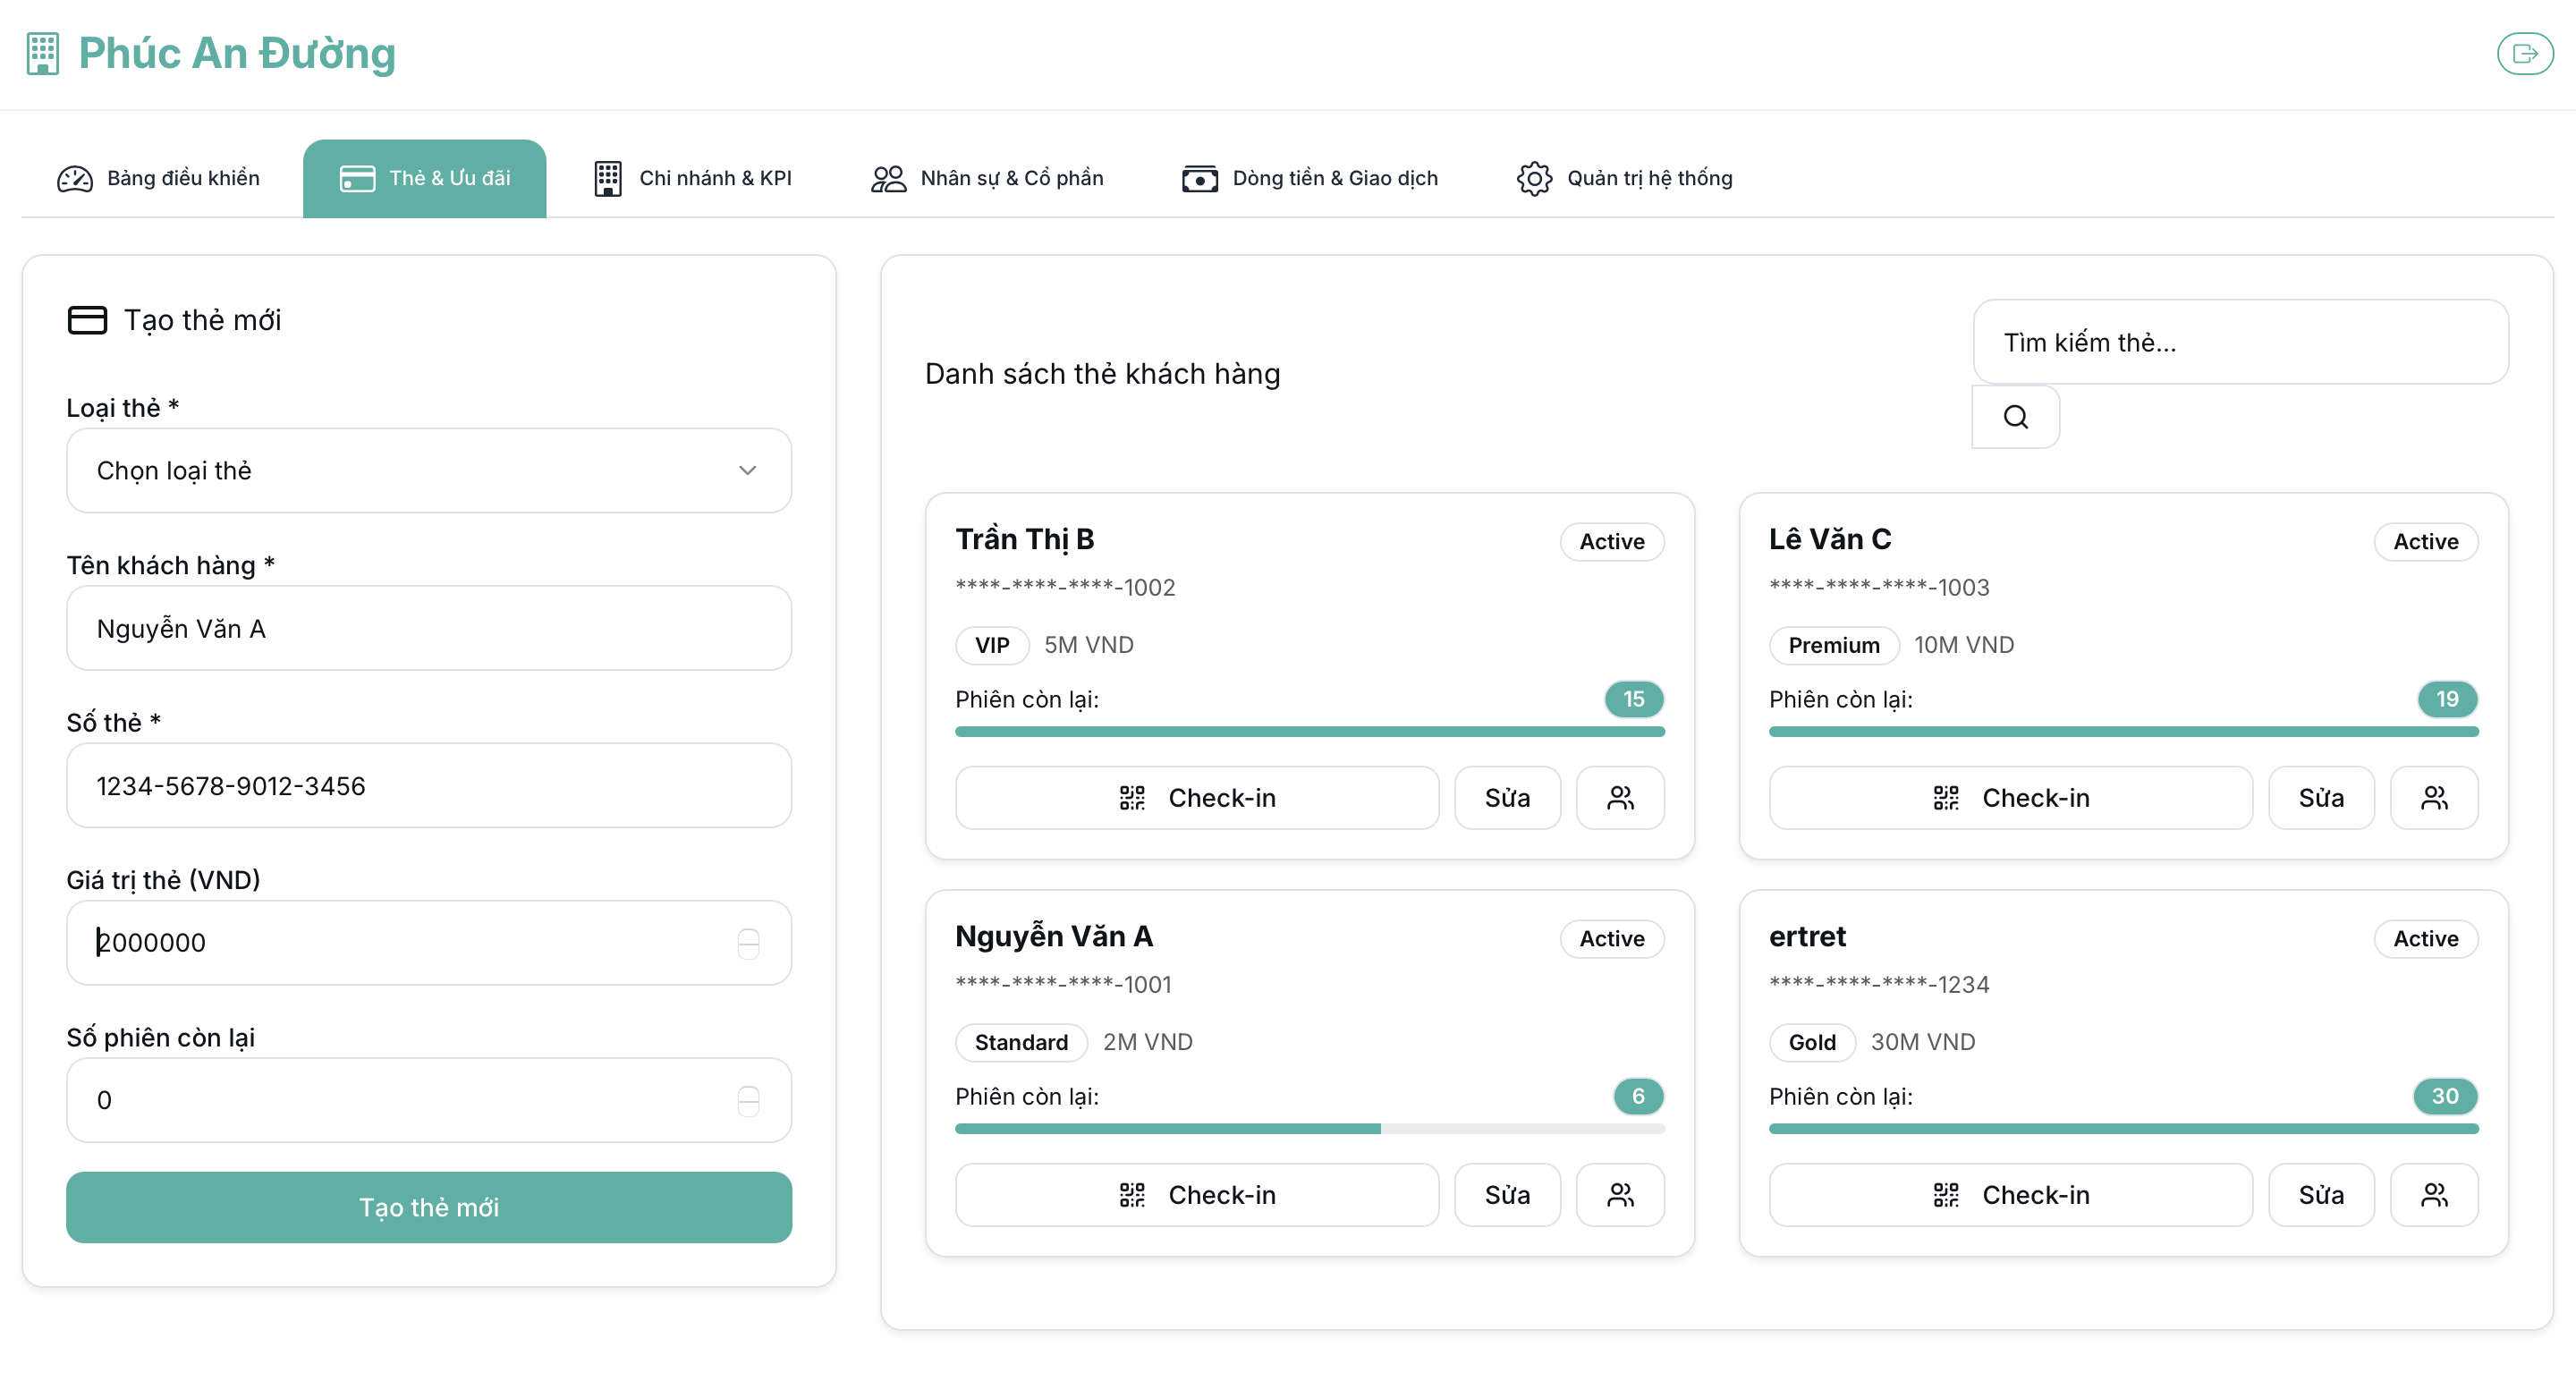 Phúc An Đường
Bảng điều khiển
Thẻ & Ưu đãi
Chi nhánh & KPI
Nhân sự & Cổ phần
Dòng tiền & Giao dịch
Quản trị hệ thống
Tạo thẻ mới
Loại thẻ *
Chọn loại thẻ
Tên khách hàng *
Nguyễn Văn A
Số thẻ *
1234-5678-9012-3456
Giá trị thẻ (VND)
2000000
Số phiên còn lại
0
Tạo thẻ mới
Danh sách thẻ khách hàng
Tìm kiếm thẻ...
Trần Thị B
Active
****-****-****-1002
VIP 5M VND
Phiên còn lại: 15
Check-in Sửa
Lê Văn C
Active
****-****-****-1003
Premium 10M VND
Phiên còn lại: 19
Check-in Sửa
Nguyễn Văn A
Active
****-****-****-1001
Standard 2M VND
Phiên còn lại: 6
Check-in Sửa
ertret
Active
****-****-****-1234
Gold 30M VND
Phiên còn lại: 30
Check-in Sửa